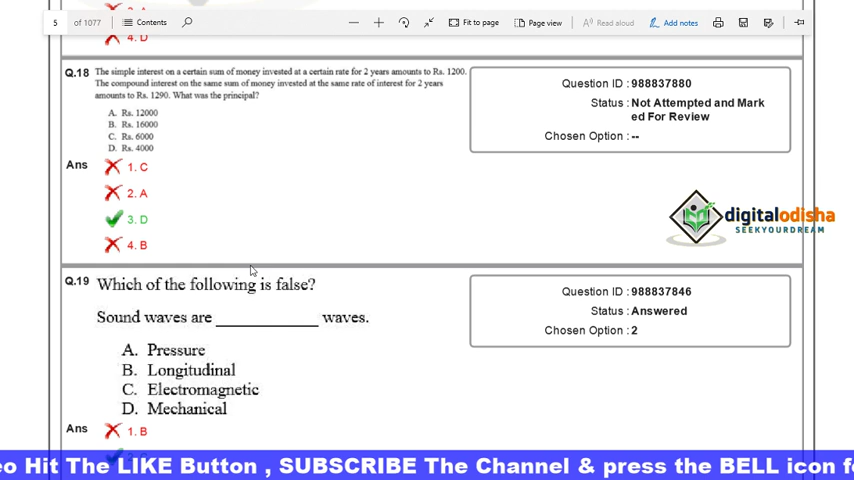 3. A
5 of 1077 Contents Fit to page Page view Read aloud Add notes
4. D
Q.18 The simple interest on a certain sum of money invested at a certain rate for 2 years amounts to Rs. 1200.
The compound interest on the same sum of money invested at the same rate of interest for 2 years
amounts to Rs. 1290. What was the principal?
A. Rs. 12000
B. Rs. 16000
C. Rs. 6000
D. Rs. 4000
Question ID : 988837880
Status : Not Attempted and Mark
ed For Review
Chosen Option : --
Ans 1. C
2. A
3. D
4. B
digitalodisha
SEEKYOURDREAM
Q.19 Which of the following is false?
Sound waves are ____________ waves.
A. Pressure
B. Longitudinal
C. Electromagnetic
D. Mechanical
Question ID : 988837846
Status : Answered
Chosen Option : 2
Ans 1. B
eo Hit The LIKE Button , SUBSCRIBE The Channel & press the BELL icon fo